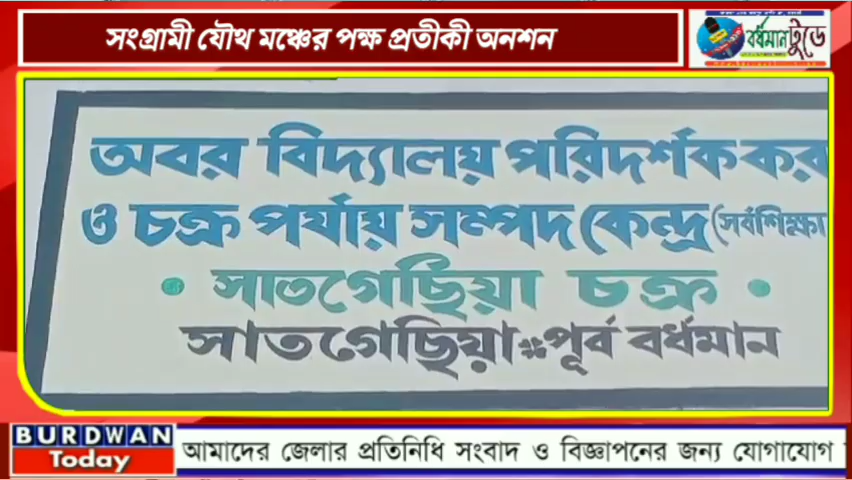 সংগ্রামী যৌথ মঞ্চের পক্ষ প্রতীকী অনশন
বর্ধমান টুডে
অবর বিদ্যালয় পরিদর্শক কর
ও চক্র পর্যায় সম্পদ কেন্দ্র (সর্বশিক্ষা
সাতগেছিয়া চক্র
সাতগেছিয়া * পূর্ব বর্ধমান
BURDWAN
Today
আমাদের জেলার প্রতিনিধি সংবাদ ও বিজ্ঞাপনের জন্য যোগাযোগ